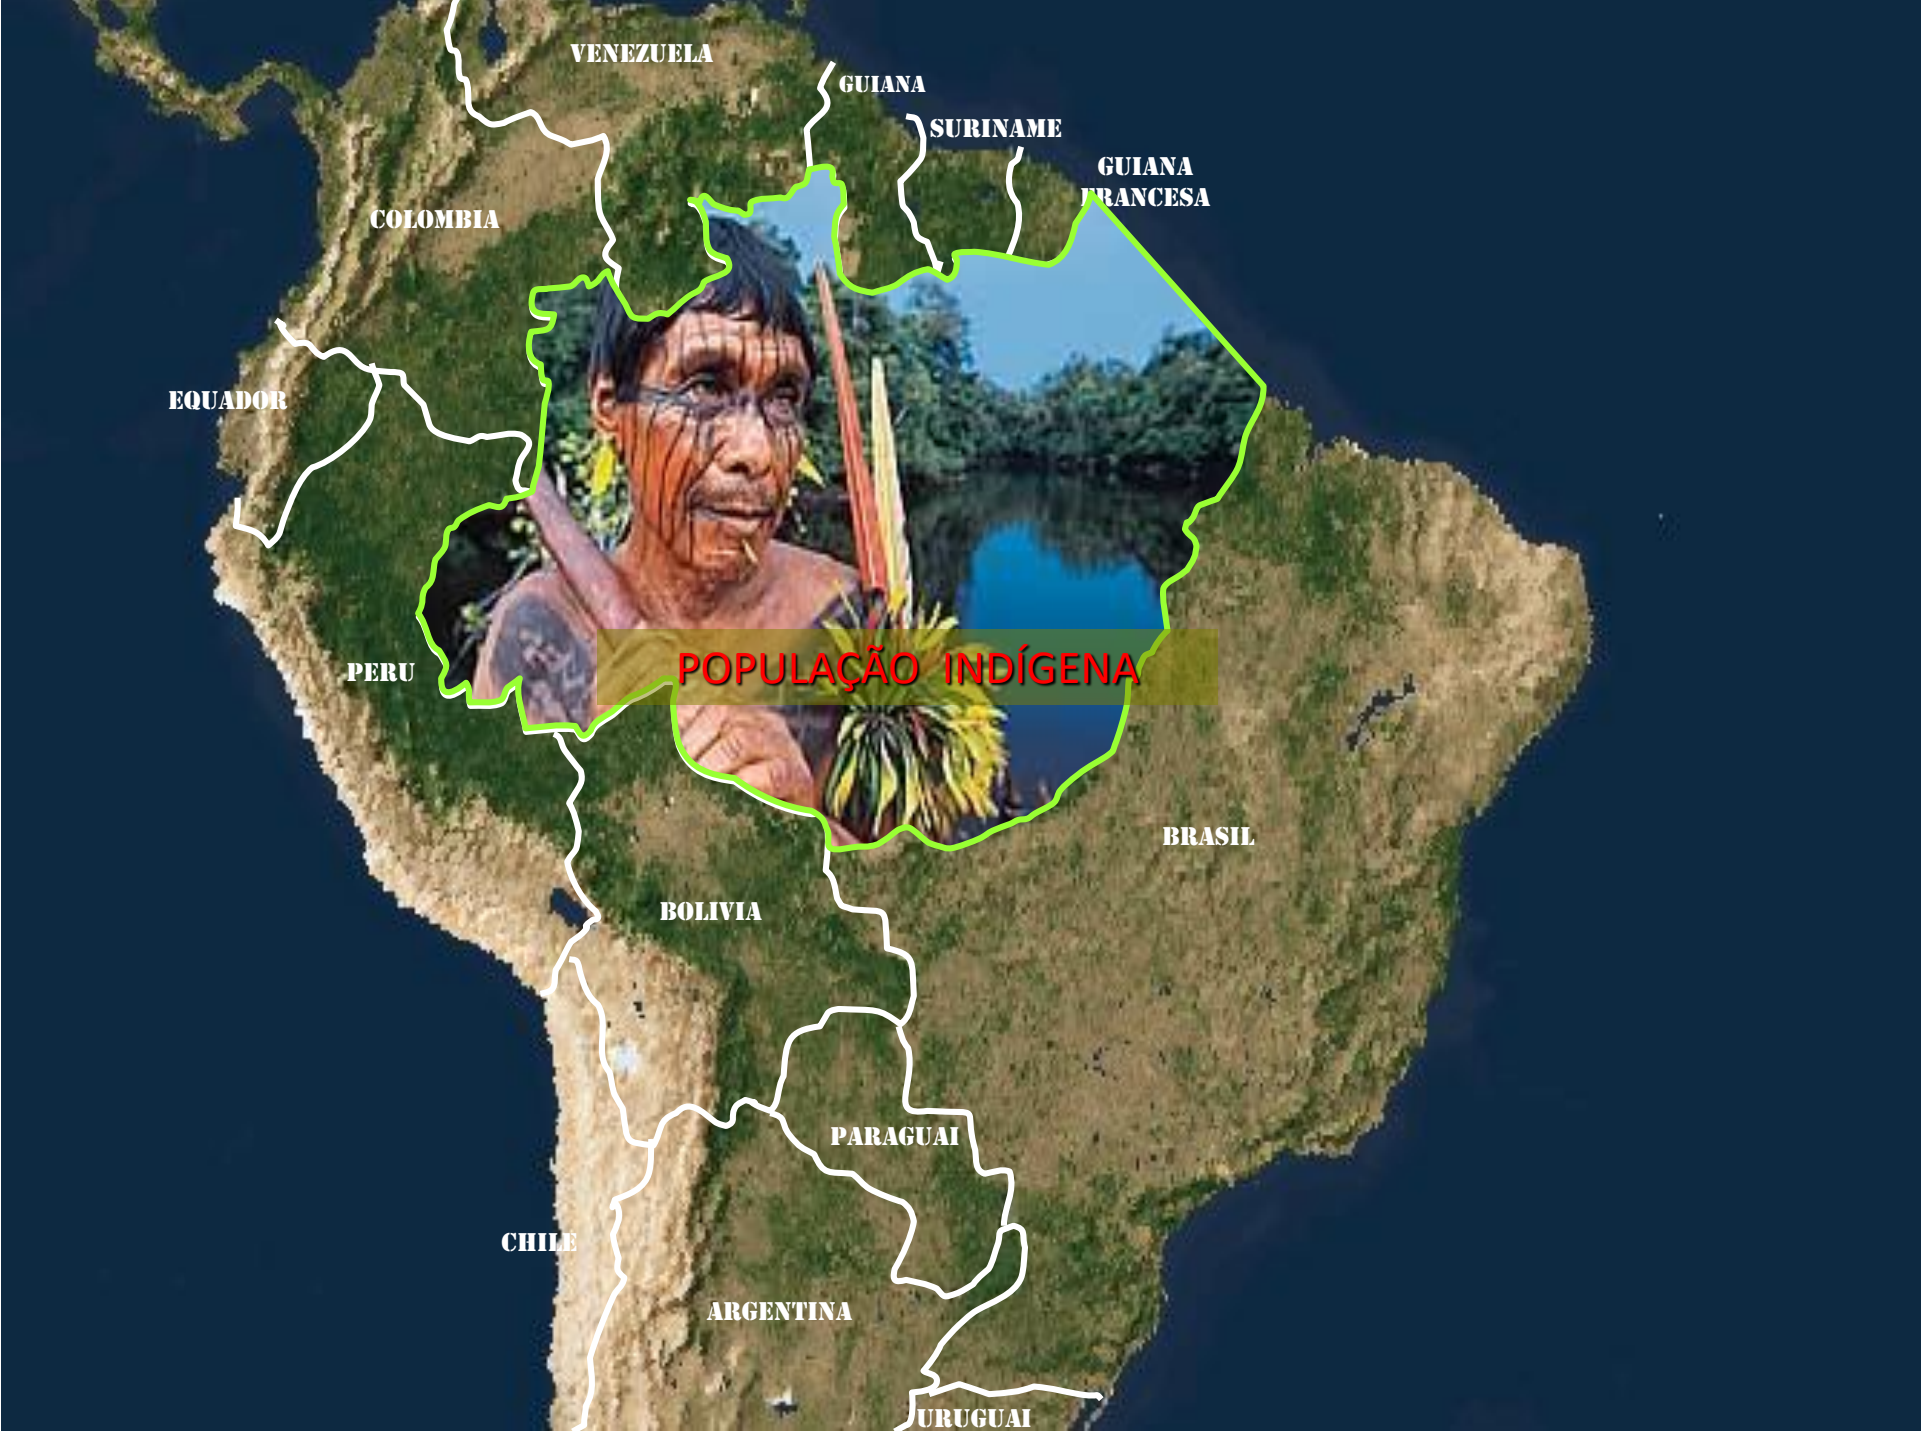 VENEZUELA
GUIANA
SURINAME
GUIANA
FRANCESA
COLOMBIA
EQUADOR
PERU
POPULAÇÃO INDÍGENA
BRASIL
BOLIVIA
PARAGUAI
CHILE
ARGENTINA
URUGUAI